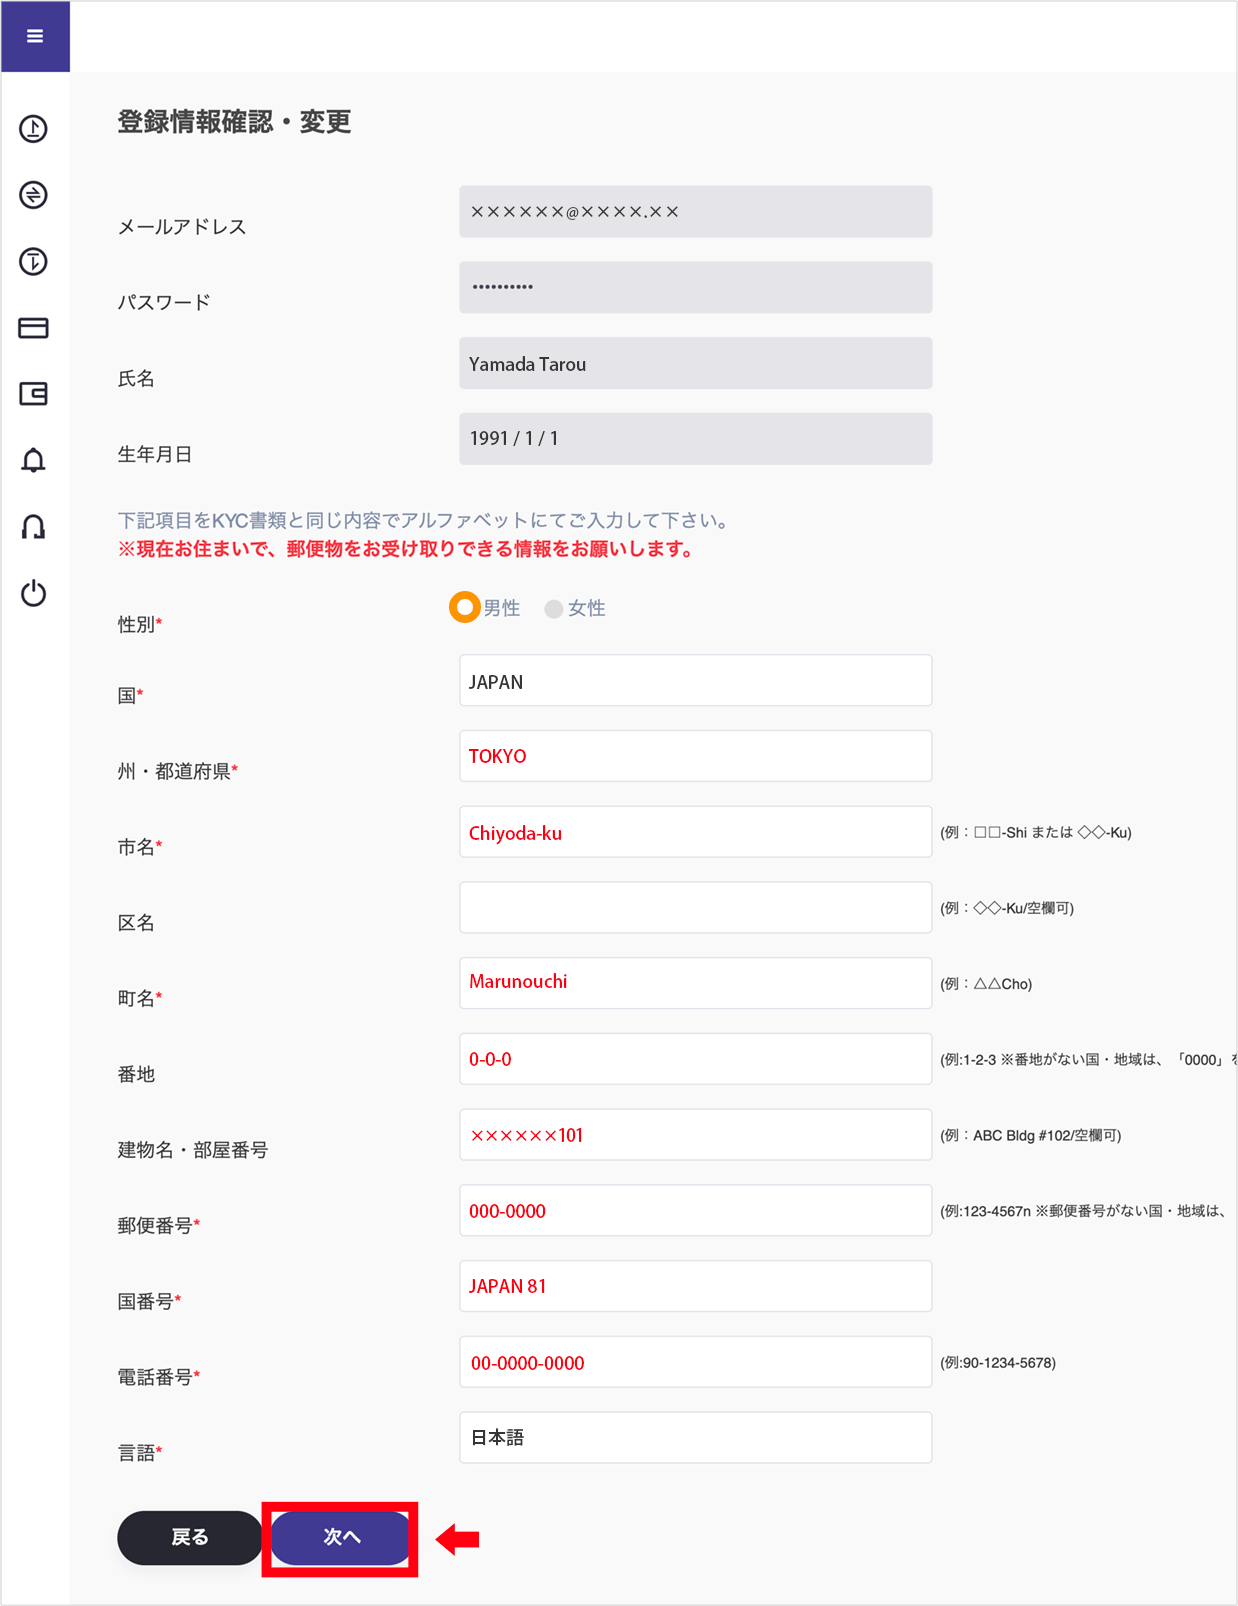 登録情報確認・変更
メールアドレス
××××××@××××.××
パスワード
••••••••••
氏名
Yamada Tarou
生年月日
1991 / 1 / 1
下記項目をKYC書類と同じ内容でアルファベットにてご入力して下さい。
※現在お住まいで、郵便物をお受け取りできる情報をお願いします。
性別*
男性 女性
国*
JAPAN
州・都道府県*
TOKYO
市名*
Chiyoda-ku
(例：□□-Shi または ◇◇-Ku)
区名
(例：◇◇-Ku/空欄可)
町名*
Marunouchi
(例：△△Cho)
番地
0-0-0
(例:1-2-3 ※番地がない国・地域は、「0000」を
建物名・部屋番号
××××××101
(例：ABC Bldg #102/空欄可)
郵便番号*
000-0000
(例:123-4567n ※郵便番号がない国・地域は、
国番号*
JAPAN 81
電話番号*
00-0000-0000
(例:90-1234-5678)
言語*
日本語
戻る
次へ